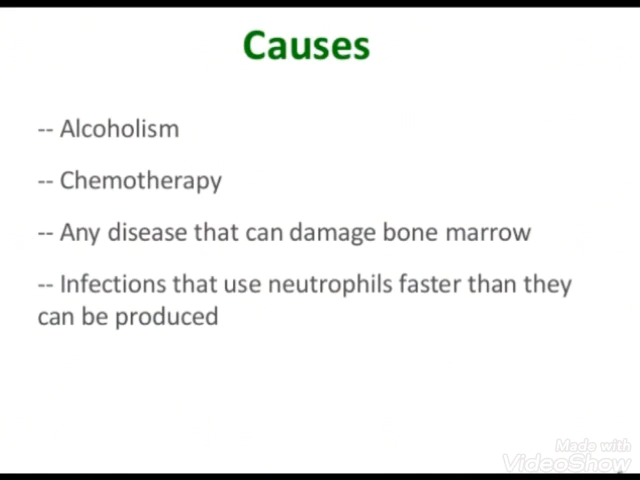 Causes
-- Alcoholism
-- Chemotherapy
-- Any disease that can damage bone marrow
-- Infections that use neutrophils faster than they
can be produced
Made with
VideoShow